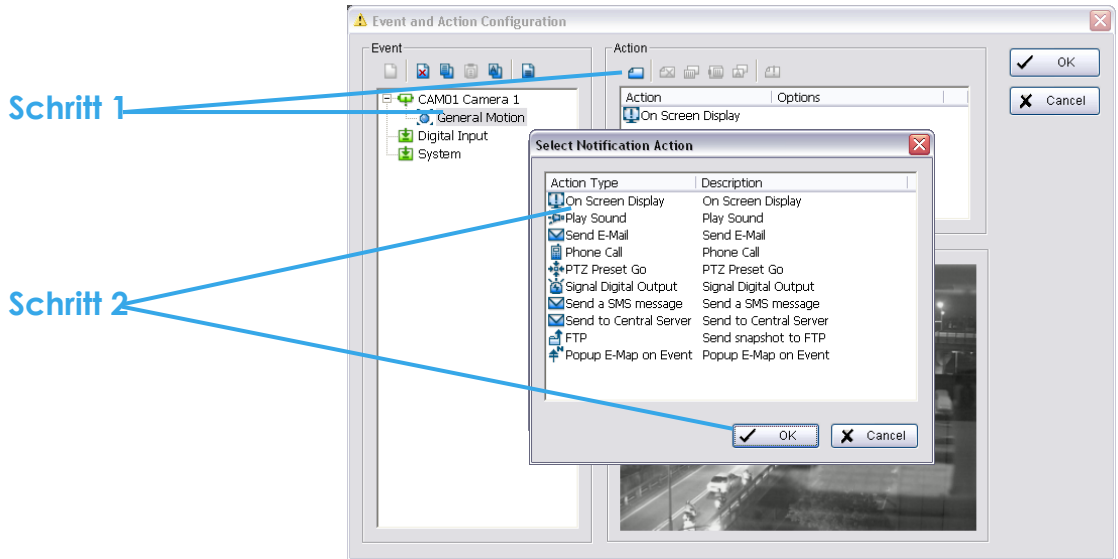 Event and Action Configuration
Event
Action
OK
Cancel
Schritt 1
CAM01 Camera 1
General Motion
Digital Input
System
Action Options
On Screen Display
Select Notification Action
Action Type Description
On Screen Display On Screen Display
Play Sound Play Sound
Send E-Mail Send E-Mail
Phone Call Phone Call
PTZ Preset Go PTZ Preset Go
Signal Digital Output Signal Digital Output
Send a SMS message Send a SMS message
Send to Central Server Send to Central Server
FTP Send snapshot to FTP
Popup E-Map on Event Popup E-Map on Event
Schritt 2
OK Cancel